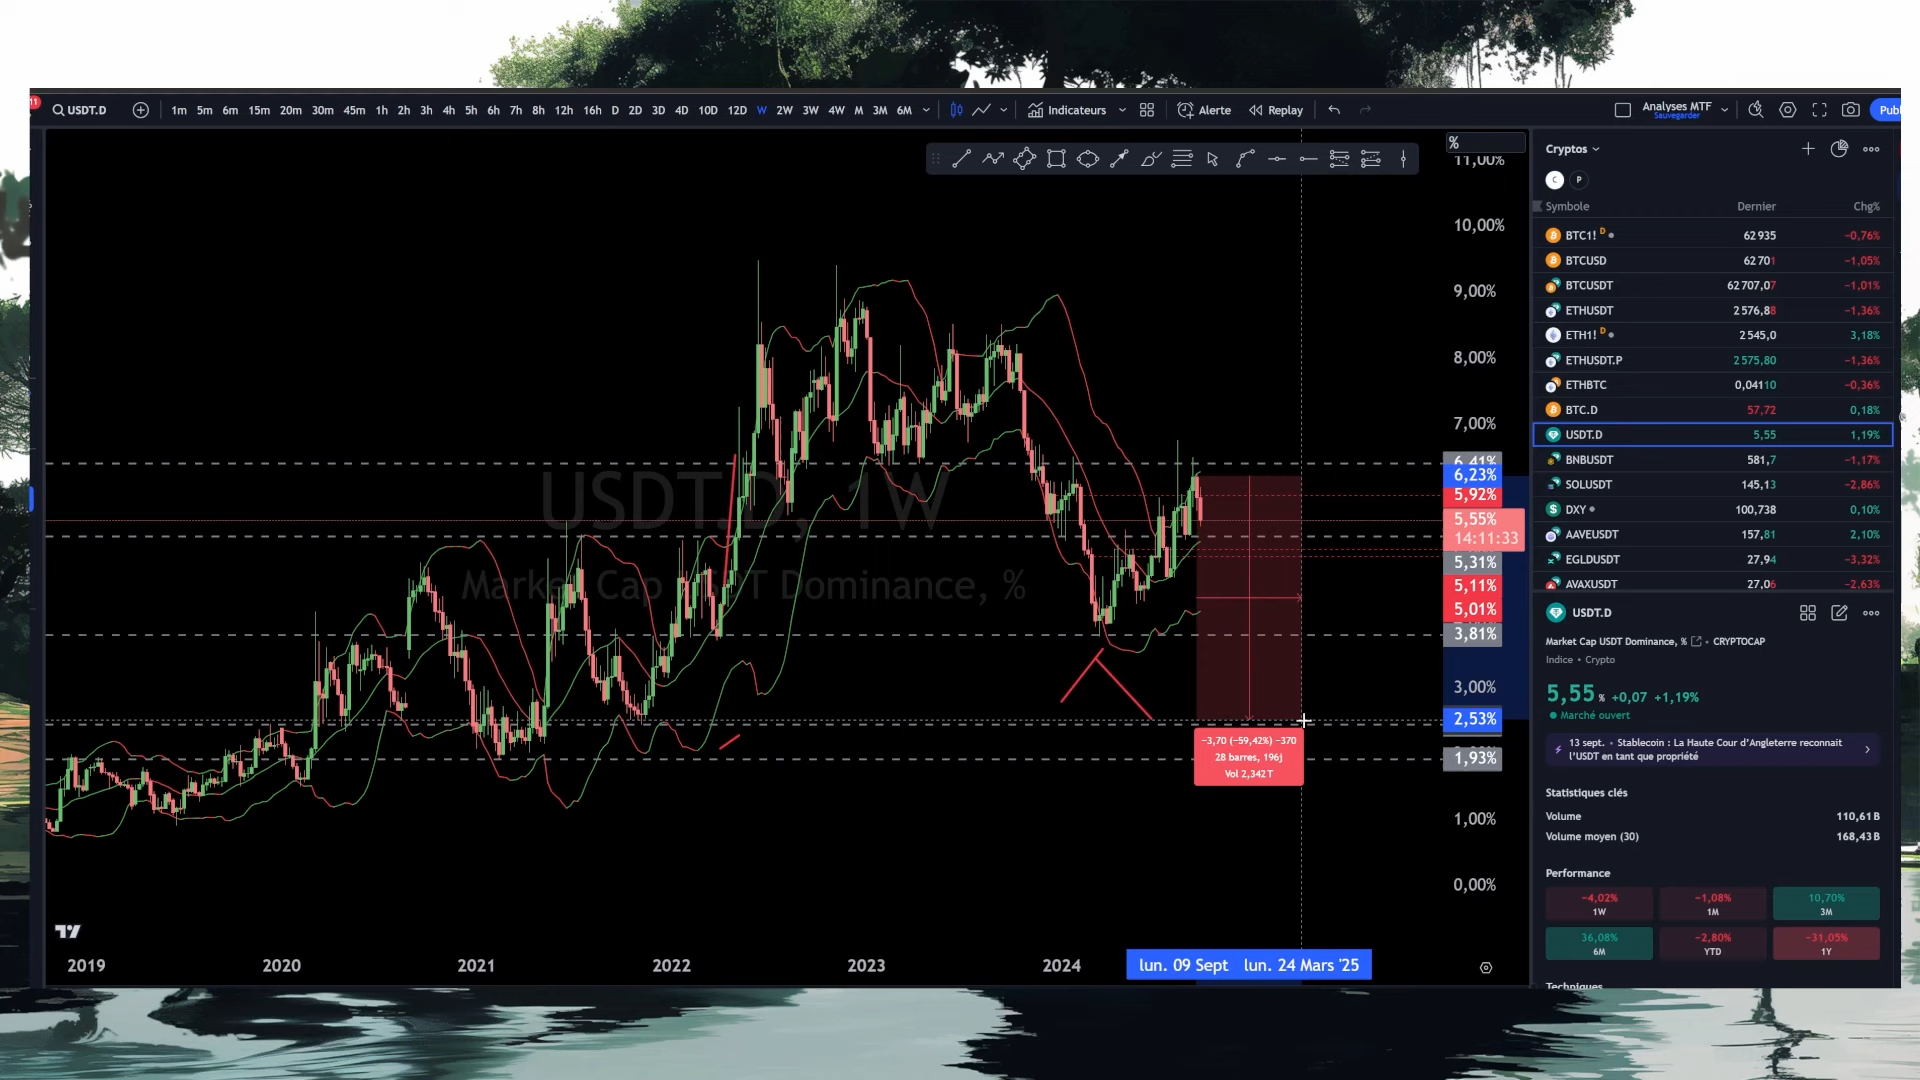 11
USDT.D
1m 5m 6m 15m 20m 30m 45m 1h 2h 3h 4h 5h 6h 7h 8h 12h 16h D 2D 3D 4D 10D 12D W 2W 3W 4W M 3M 6M
Indicateurs
Alerte
Replay
Analyses MTF
Sauvegarder
Publ
%
11,00%
10,00%
9,00%
8,00%
7,00%
6,41%
6,23%
5,92%
5,55%
14:11:33
5,31%
5,11%
5,01%
3,81%
3,00%
2,53%
1,93%
1,00%
0,00%
USDT.D, 1W
Market Cap USDT Dominance, %
−3,70 (−59,42%) −370
28 barres, 196j
Vol 2,342T
2019 2020 2021 2022 2023 2024
lun. 09 Sept lun. 24 Mars '25
Cryptos
C P
Symbole Dernier Chg%
BTC1! D 62 935 −0,76%
BTCUSD 62 701 −1,05%
BTCUSDT 62 707,07 −1,01%
ETHUSDT 2 576,88 −1,36%
ETH1! D 2 545,0 3,18%
ETHUSDT.P 2 575,80 −1,36%
ETHBTC 0,04110 −0,36%
BTC.D 57,72 0,18%
USDT.D 5,55 1,19%
BNBUSDT 581,7 −1,17%
SOLUSDT 145,13 −2,86%
DXY 100,738 0,10%
AAVEUSDT 157,81 2,10%
EGLDUSDT 27,94 −3,32%
AVAXUSDT 27,06 −2,63%
USDT.D
Market Cap USDT Dominance, % • CRYPTOCAP
Indice • Crypto
5,55 % +0,07 +1,19%
Marché ouvert
13 sept. • Stablecoin : La Haute Cour d’Angleterre reconnait
l’USDT en tant que propriété
Statistiques clés
Volume 110,61 B
Volume moyen (30) 168,43 B
Performance
−4,02% −1,08% 10,70%
1W 1M 3M
36,08% −2,80% −31,05%
6M YTD 1Y
Techniques